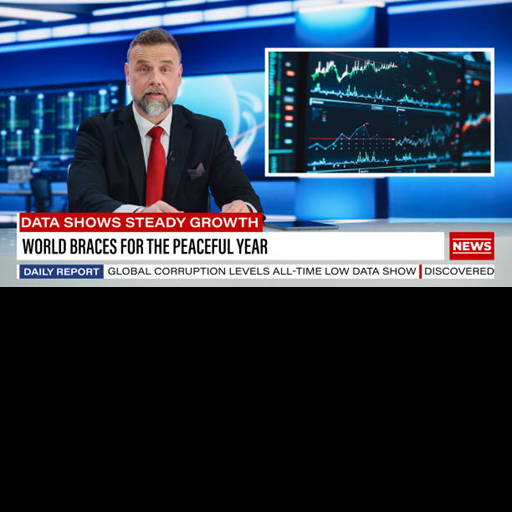 DATA SHOWS STEADY GROWTH
WORLD BRACES FOR THE PEACEFUL YEAR
NEWS
DAILY REPORT GLOBAL CORRUPTION LEVELS ALL-TIME LOW DATA SHOW DISCOVERED